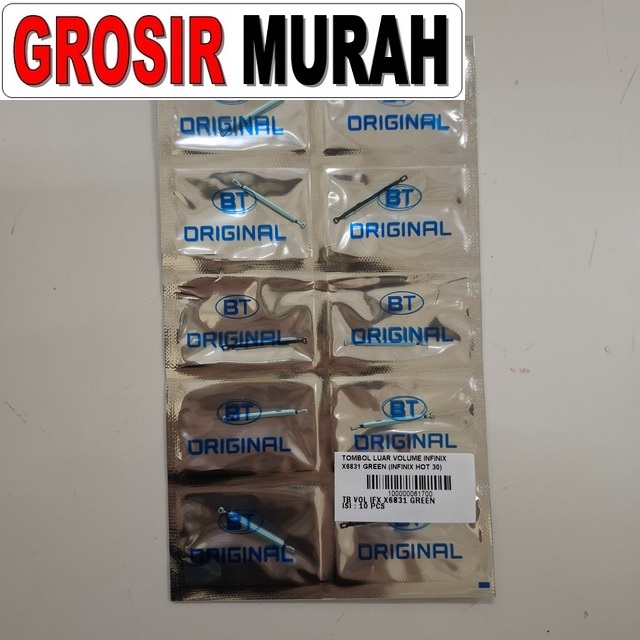 GROSIR MURAH
ORIGINAL
ORIGINAL
BT
ORIGINAL
BT
ORIGINAL
BT
ORIGINAL
BT
ORIGINAL
BT
ORIGINAL
BT
ORIGINAL
TOMBOL LUAR VOLUME INFINIX
X6831 GREEN (INFINIX HOT 30)
100000061700
TB VOL IFX X6831 GREEN
ISI : 10 PCS
BT
ORIGINAL
ORIGINAL